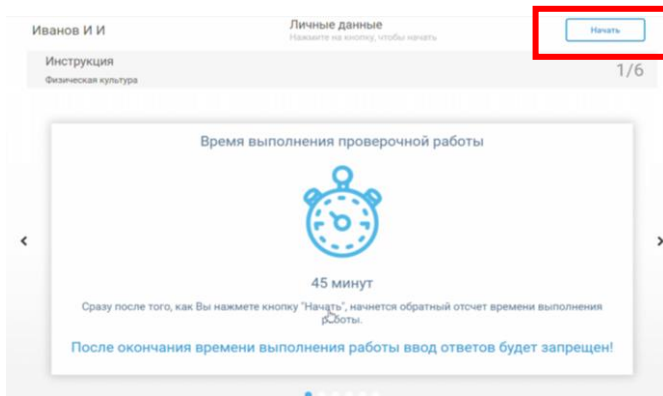 Иванов И И
Личные данные
Нажмите на кнопку, чтобы начать
Начать
Инструкция
Физическая культура
1/6
Время выполнения проверочной работы
45 минут
Сразу после того, как Вы нажмете кнопку "Начать", начнется обратный отсчет времени выполнения
работы.
После окончания времени выполнения работы ввод ответов будет запрещен!